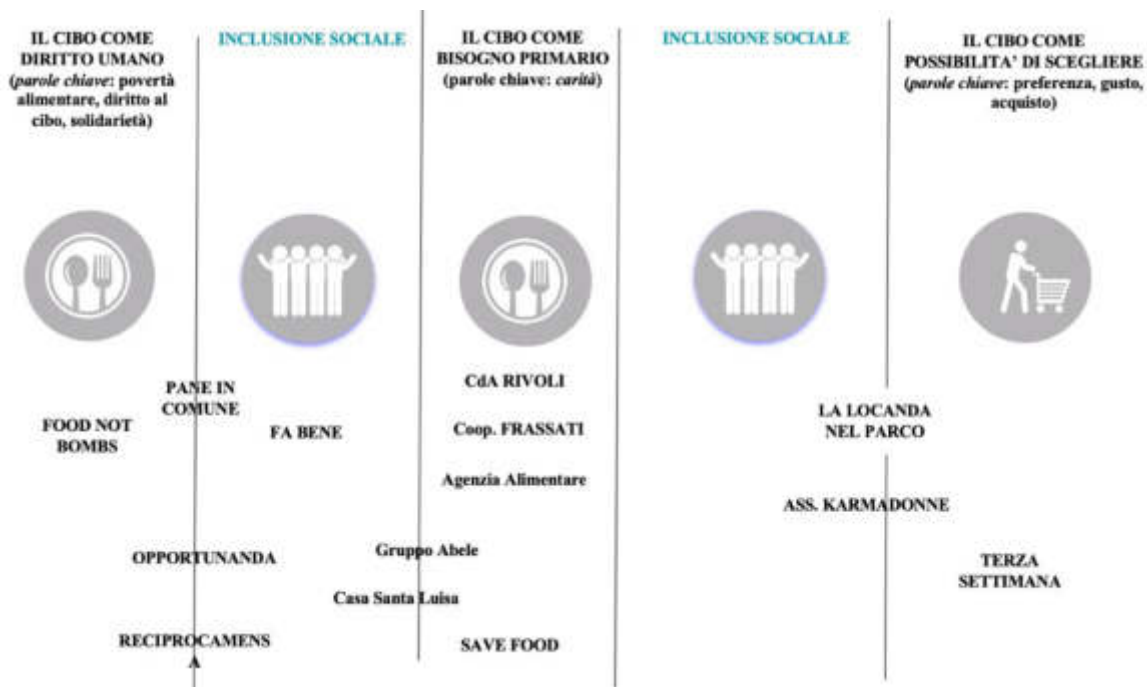 IL CIBO COME
DIRITTO UMANO
(parole chiave: povertà
alimentare, diritto al
cibo, solidarietà)
INCLUSIONE SOCIALE
IL CIBO COME
BISOGNO PRIMARIO
(parole chiave: carità)
INCLUSIONE SOCIALE
IL CIBO COME
POSSIBILITA' DI SCEGLIERE
(parole chiave: preferenza, gusto,
acquisto)
PANE IN
COMUNE
FOOD NOT
BOMBS
FA BENE
CdA RIVOLI
Coop. FRASSATI
Agenzia Alimentare
LA LOCANDA
NEL PARCO
ASS. KARMADONNE
OPPORTUNANDA
Gruppo Abele
Casa Santa Luisa
TERZA
SETTIMANA
RECIPROCAMENS
A
SAVE FOOD